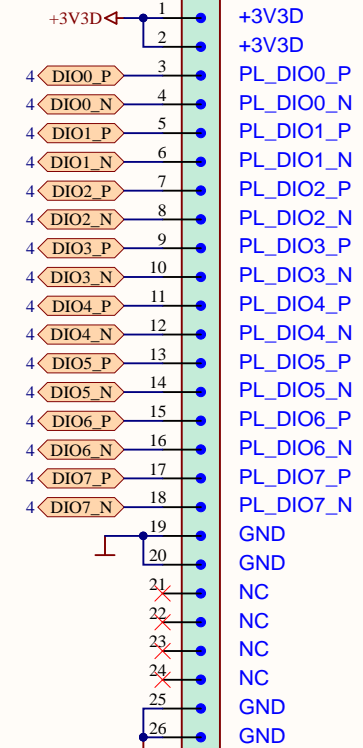 +3V3D 1 +3V3D
2 +3V3D
4 DIO0_P 3 PL_DIO0_P
4 DIO0_N 4 PL_DIO0_N
4 DIO1_P 5 PL_DIO1_P
4 DIO1_N 6 PL_DIO1_N
4 DIO2_P 7 PL_DIO2_P
4 DIO2_N 8 PL_DIO2_N
4 DIO3_P 9 PL_DIO3_P
4 DIO3_N 10 PL_DIO3_N
4 DIO4_P 11 PL_DIO4_P
4 DIO4_N 12 PL_DIO4_N
4 DIO5_P 13 PL_DIO5_P
4 DIO5_N 14 PL_DIO5_N
4 DIO6_P 15 PL_DIO6_P
4 DIO6_N 16 PL_DIO6_N
4 DIO7_P 17 PL_DIO7_P
4 DIO7_N 18 PL_DIO7_N
19 GND
20 GND
21 NC
22 NC
23 NC
24 NC
25 GND
26 GND